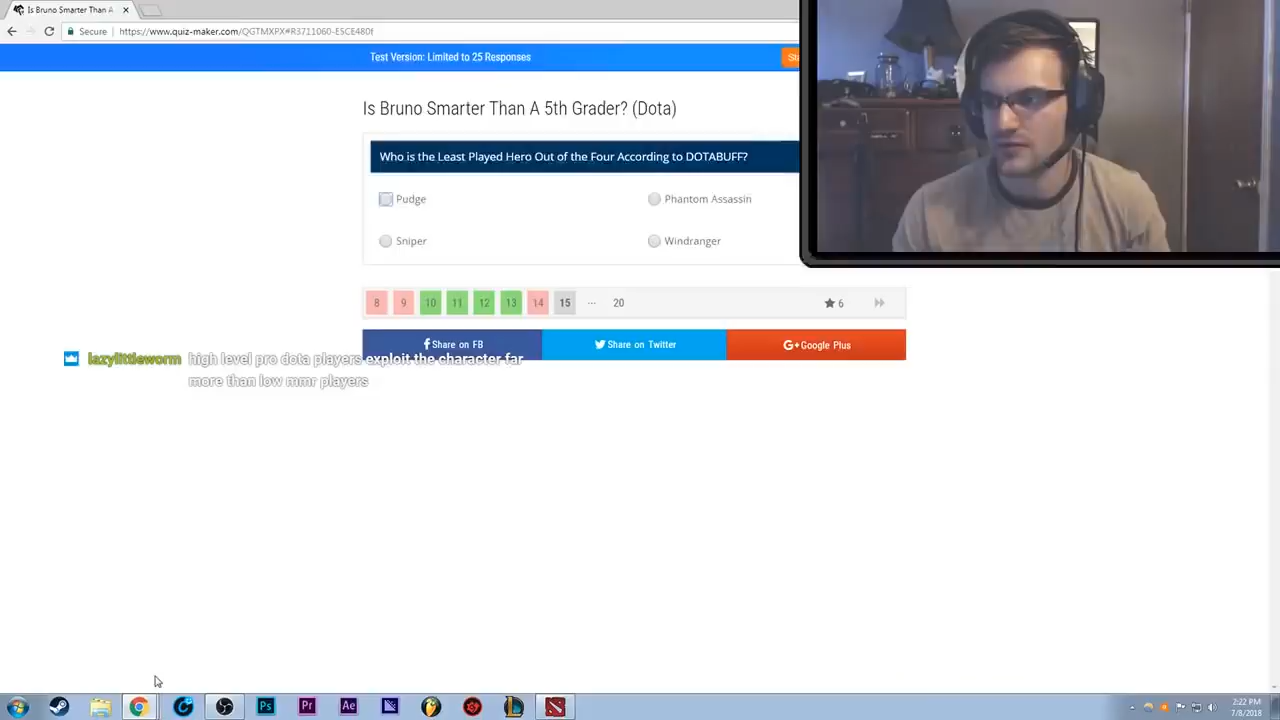 Is Bruno Smarter Than A
Secure
https://www.quiz-maker.com/QGTMXPX#R3711060-E5CE480f
Test Version: Limited to 25 Responses
Is Bruno Smarter Than A 5th Grader? (Dota)
Who is the Least Played Hero Out of the Four According to DOTABUFF?
Pudge
Phantom Assassin
Sniper
Windranger
8 9 10 11 12 13 14 15 ... 20
6
Share on FB
Share on Twitter
G+ Google Plus
lazylittleworm high level pro dota players exploit the character far
more than low mmr players
Ps Pr Ae
2:22 PM
7/8/2018